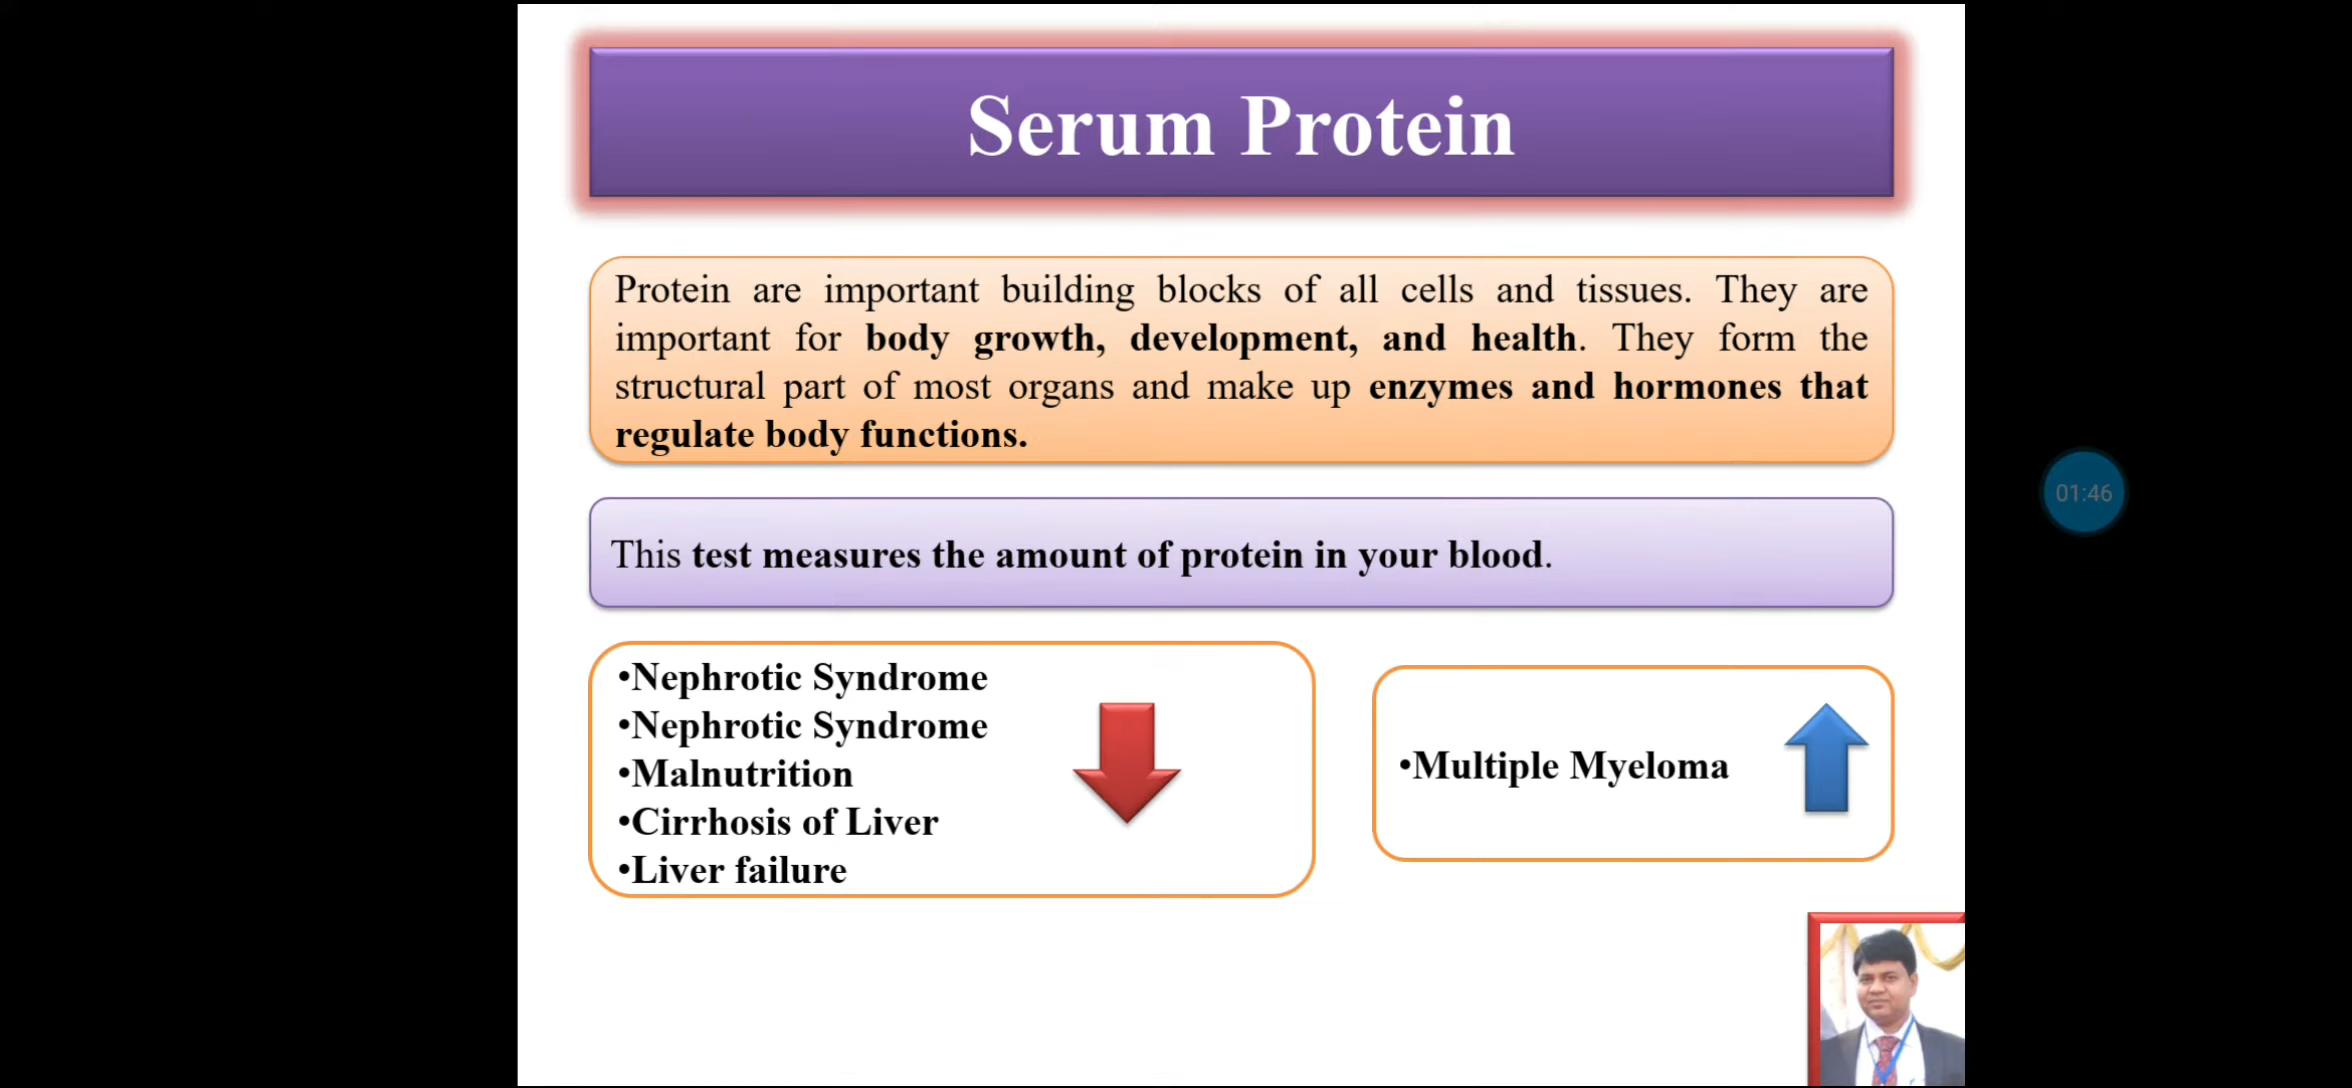 Serum Protein
Protein are important building blocks of all cells and tissues. They are
important for body growth, development, and health. They form the
structural part of most organs and make up enzymes and hormones that
regulate body functions.
This test measures the amount of protein in your blood.
•Nephrotic Syndrome
•Nephrotic Syndrome
•Malnutrition
•Cirrhosis of Liver
•Liver failure
•Multiple Myeloma
01:46